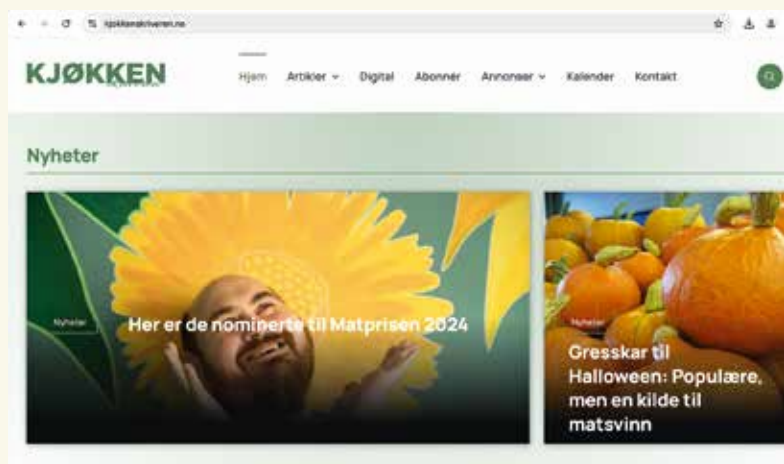 kjokkenskriveren.no
KJØKKEN
Hjem Artikler Digital Abonner Annonser Kalender Kontakt
Nyheter
Nyheter
Her er de nominerte til Matprisen 2024
Nyheter
Gresskar til
Halloween: Populære,
men en kilde til
matsvinn